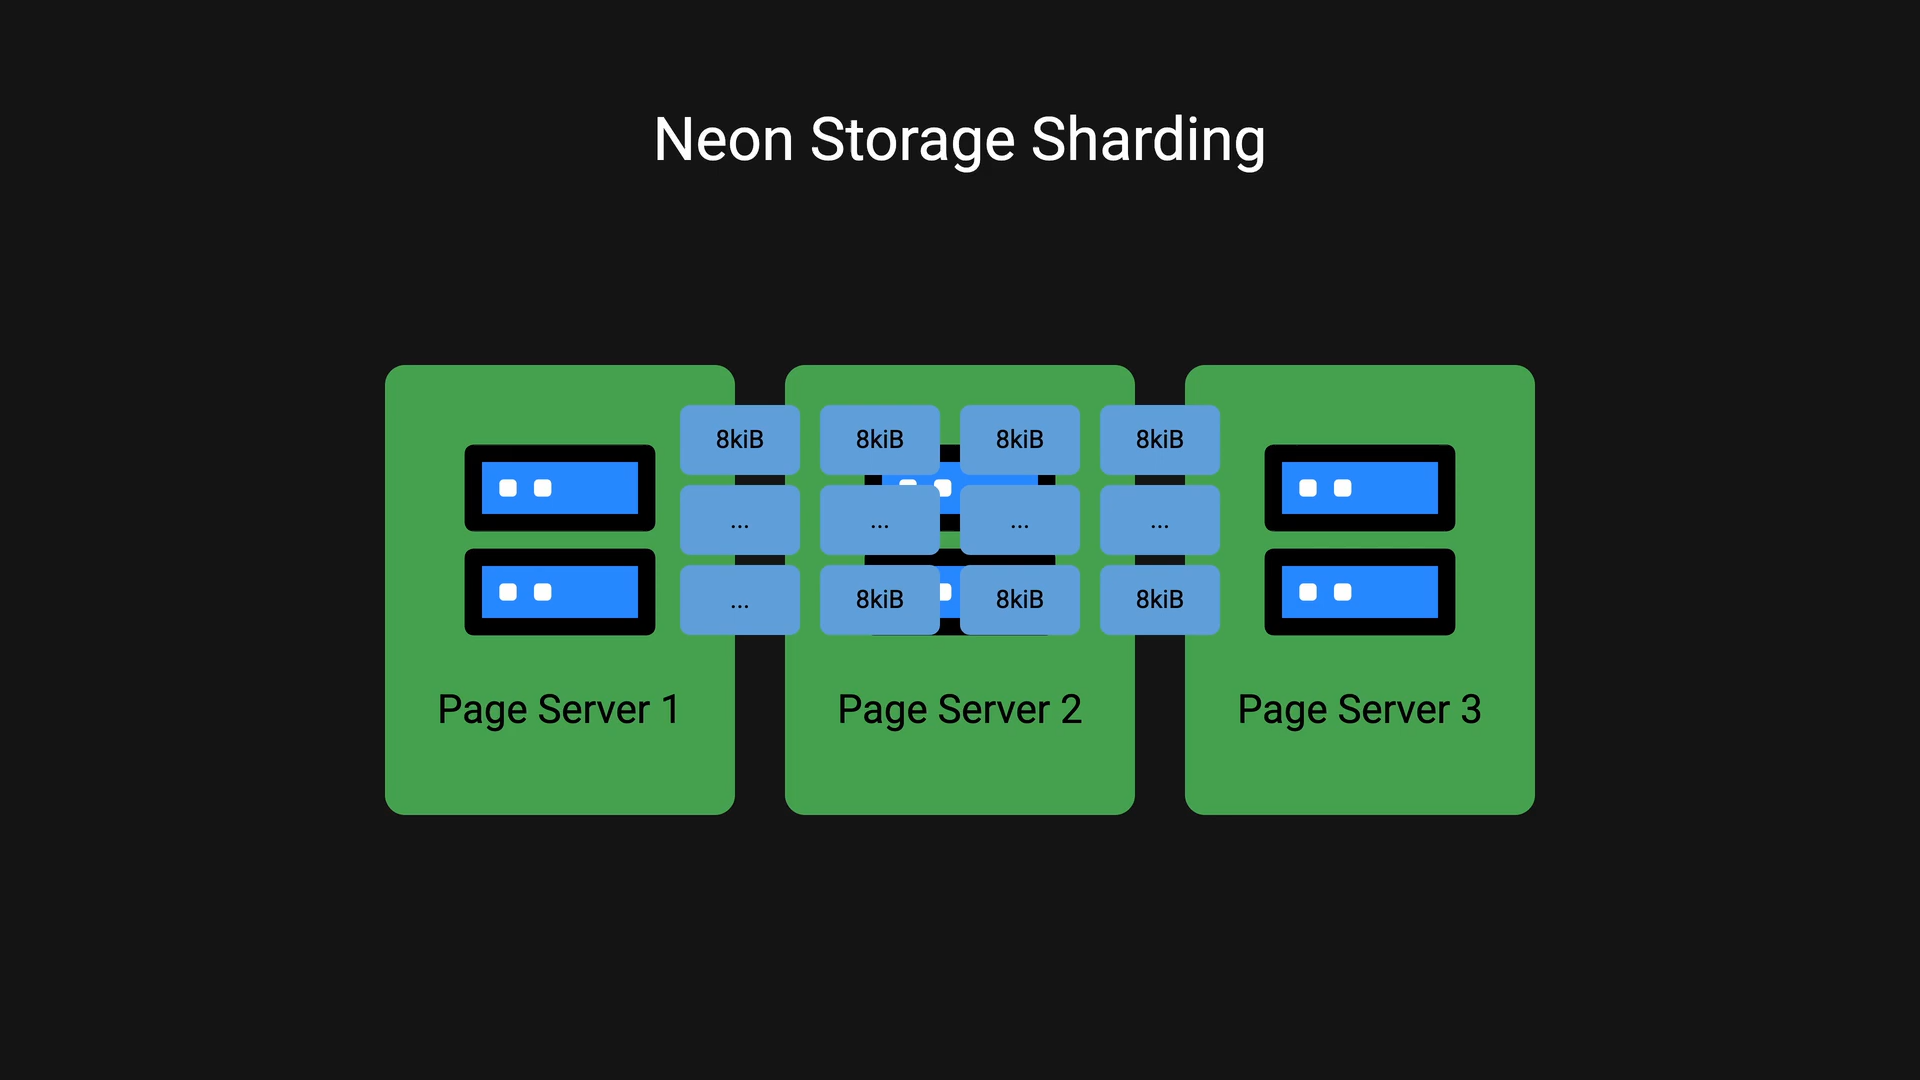 Neon Storage Sharding
8kiB 8kiB 8kiB 8kiB
... ... ... ...
... 8kiB 8kiB 8kiB
Page Server 1 Page Server 2 Page Server 3